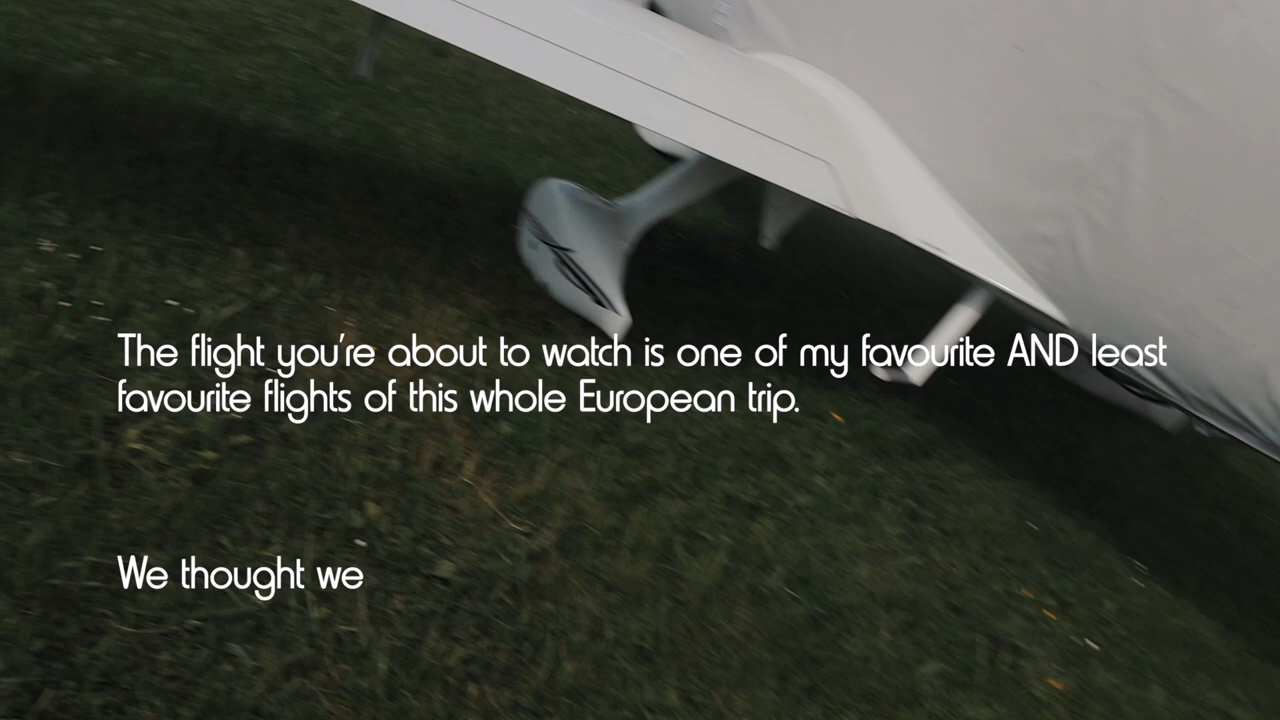 The flight you're about to watch is one of my favourite AND least
favourite flights of this whole European trip.
We thought we